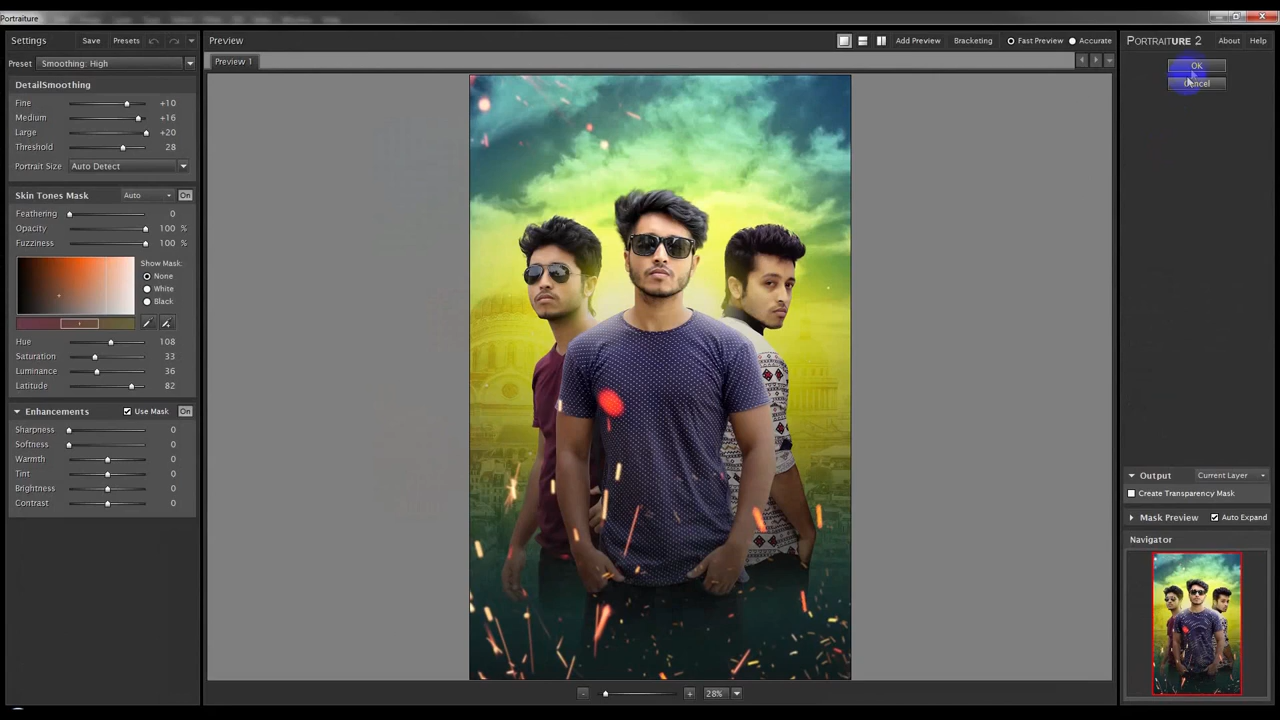 Portraiture
Settings
Save
Presets
Preset
Smoothing: High
DetailSmoothing
Fine +10
Medium +16
Large +20
Threshold 28
Portrait Size Auto Detect
Skin Tones Mask Auto On
Feathering 0
Opacity 100 %
Fuzziness 100 %
Show Mask:
None
White
Black
Hue 108
Saturation 33
Luminance 36
Latitude 82
Enhancements Use Mask On
Sharpness 0
Softness 0
Warmth 0
Tint 0
Brightness 0
Contrast 0
Preview
Add Preview
Bracketing
Fast Preview
Accurate
Preview 1
- + 28%
PORTRAITURE 2
About
Help
OK
Cancel
Output Current Layer
Create Transparency Mask
Mask Preview Auto Expand
Navigator